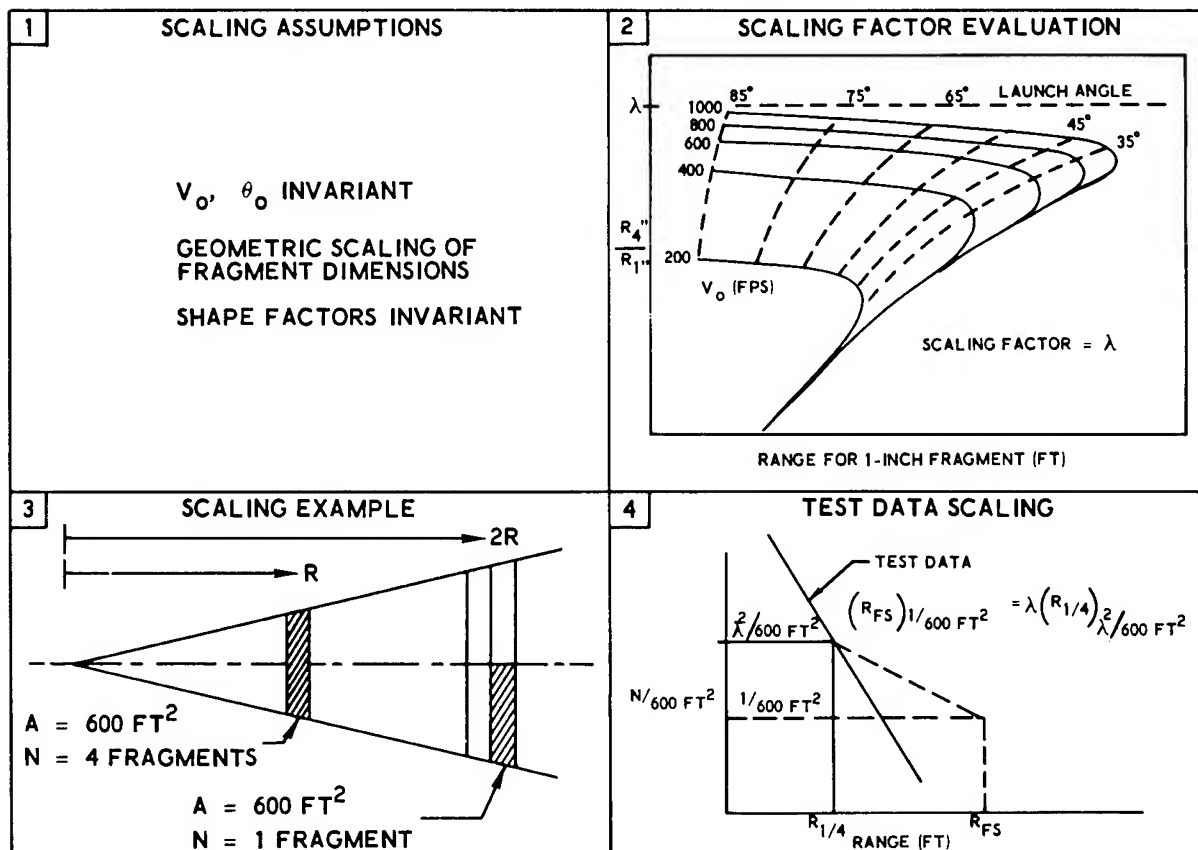 1
SCALING ASSUMPTIONS
V₀, θ₀ INVARIANT
GEOMETRIC SCALING OF
FRAGMENT DIMENSIONS
SHAPE FACTORS INVARIANT
2
SCALING FACTOR EVALUATION
LAUNCH ANGLE
85°
75°
65°
45°
35°
λ
1000
800
600
400
200
R₄"
R₁"
V₀ (FPS)
SCALING FACTOR = λ
RANGE FOR 1-INCH FRAGMENT (FT)
3
SCALING EXAMPLE
2R
R
A = 600 FT²
N = 4 FRAGMENTS
A = 600 FT²
N = 1 FRAGMENT
4
TEST DATA SCALING
TEST DATA
(R_FS)1/600 FT² = λ(R1/4)λ²/600 FT²
λ²/600 FT²
N/600 FT²
1/600 FT²
R1/4
R_FS
RANGE (FT)